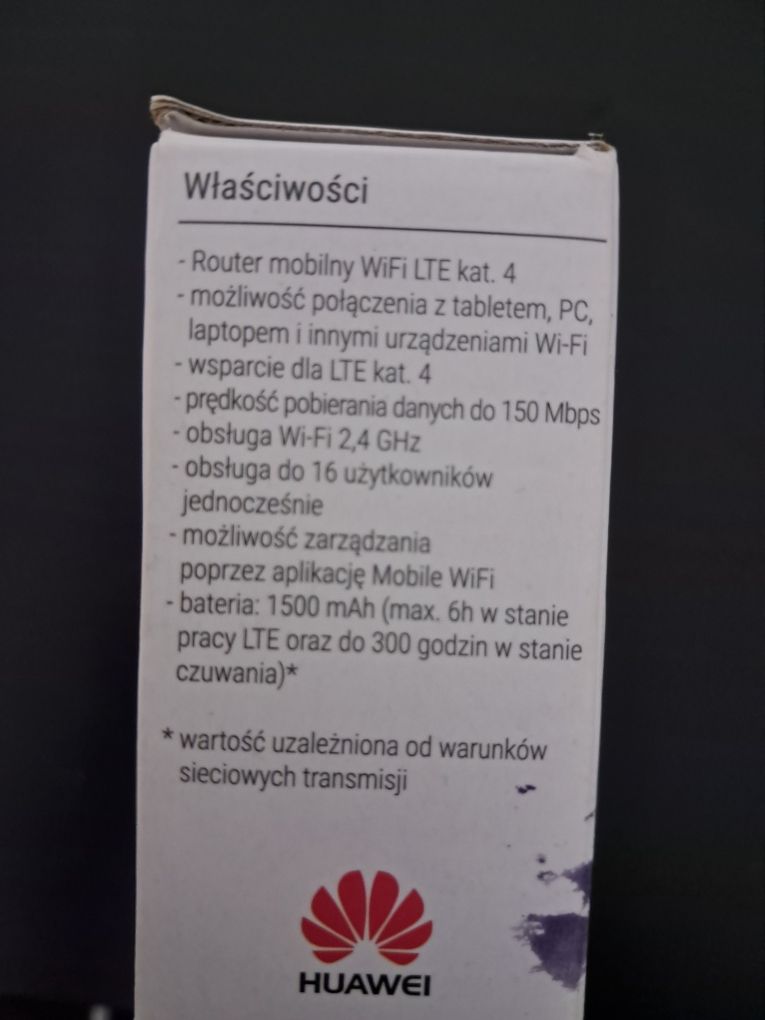 Właściwości
- Router mobilny WiFi LTE kat. 4
- możliwość połączenia z tabletem, PC,
laptopem i innymi urządzeniami Wi-Fi
- wsparcie dla LTE kat. 4
- prędkość pobierania danych do 150 Mbps
- obsługa Wi-Fi 2,4 GHz
- obsługa do 16 użytkowników
jednocześnie
- możliwość zarządzania
poprzez aplikację Mobile WiFi
- bateria: 1500 mAh (max. 6h w stanie
pracy LTE oraz do 300 godzin w stanie
czuwania)*
* wartość uzależniona od warunków
sieciowych transmisji
HUAWEI